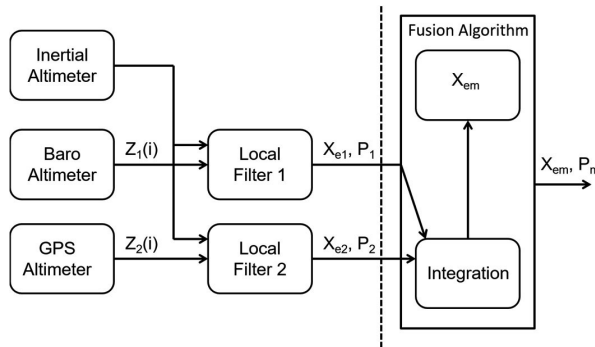 Inertial
Altimeter
Baro
Altimeter
GPS
Altimeter
Z1(i)
Z2(i)
Local
Filter 1
Local
Filter 2
Xe1, P1
Xe2, P2
Fusion Algorithm
Xem
Integration
Xem, Pm